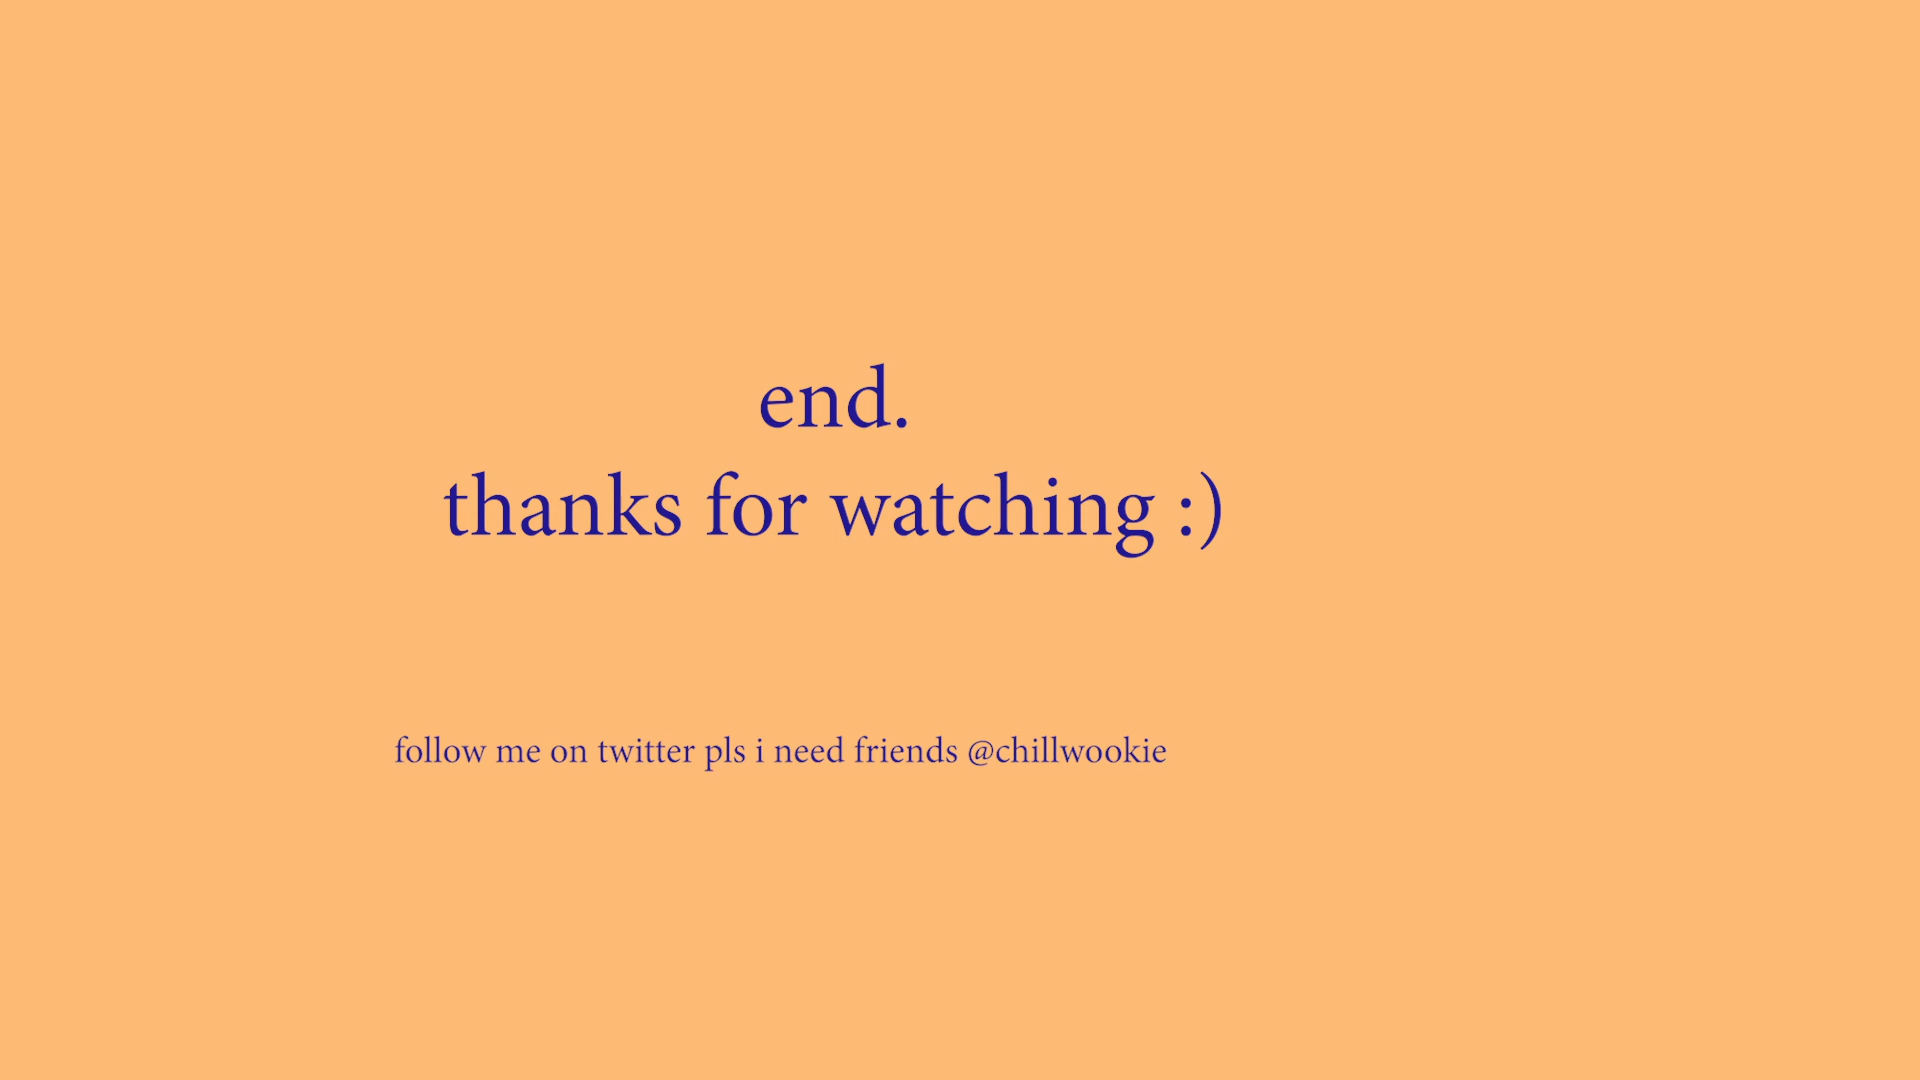 end.
thanks for watching :)
follow me on twitter pls i need friends @chillwookie